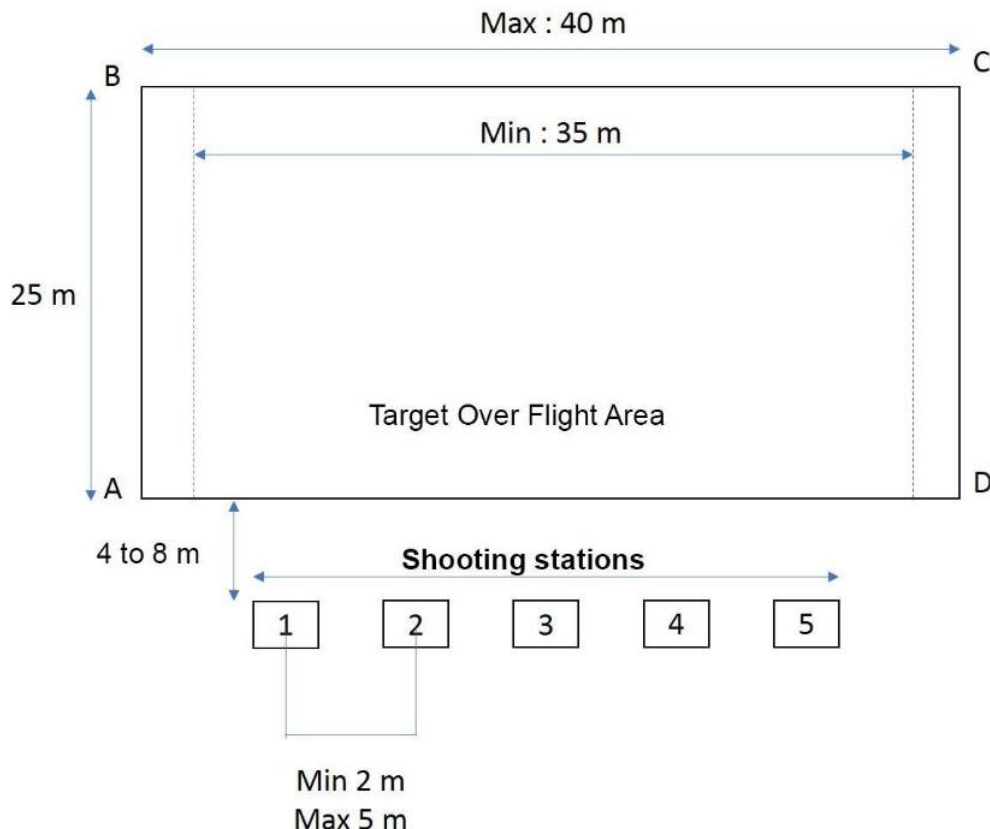 Max : 40 m
B
C
Min : 35 m
25 m
Target Over Flight Area
A
D
4 to 8 m
Shooting stations
1 2 3 4 5
Min 2 m
Max 5 m